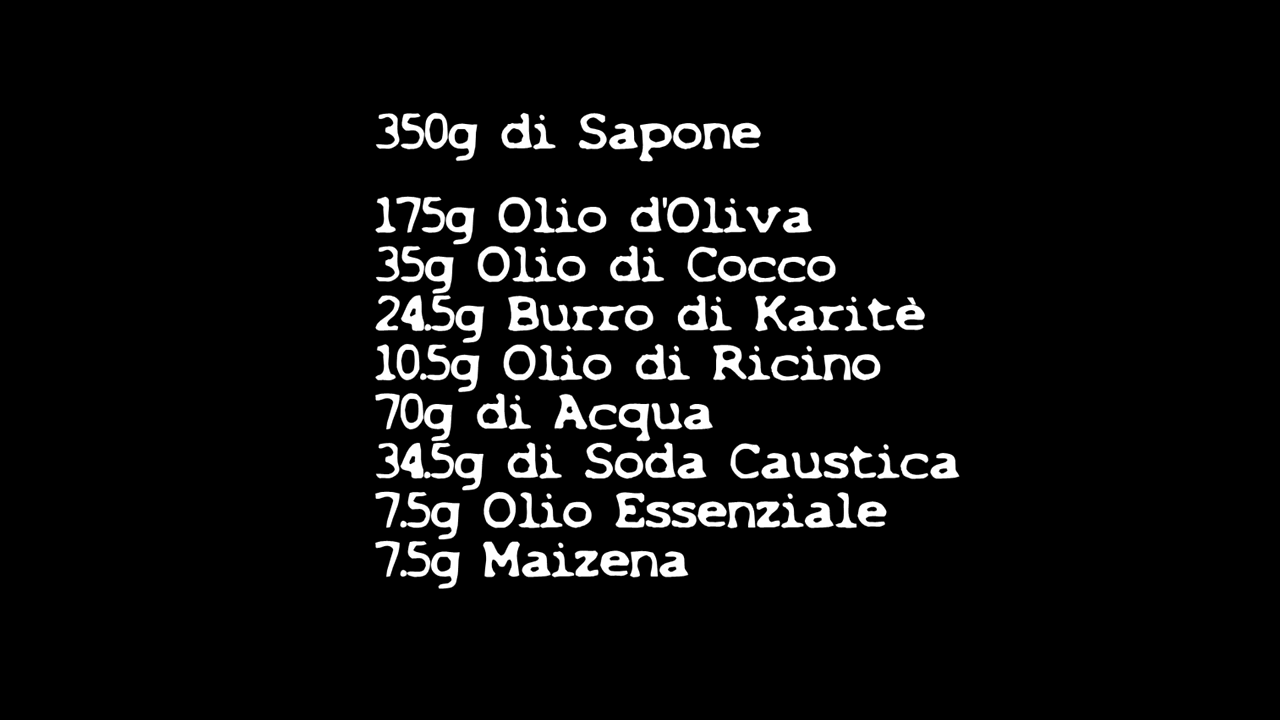 350g di Sapone
175g Olio d'Oliva
35g Olio di Cocco
24.5g Burro di Karitè
10.5g Olio di Ricino
70g di Acqua
34.5g di Soda Caustica
7.5g Olio Essenziale
7.5g Maizena